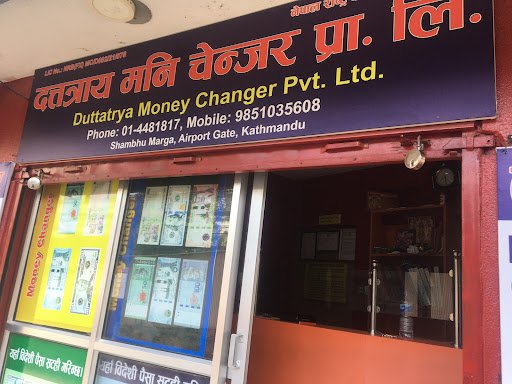 नेपाल राष्ट्र
दत्तत्राय मनि चेन्जर प्रा. लि.
Duttatrya Money Changer Pvt. Ltd.
Phone: 01-4481817, Mobile: 9851035608
Shambhu Marga, Airport Gate, Kathmandu
Money Changer
Money Changer
यहाँ विदेशी पैसा सटही गरिन्छ।
यहाँ विदेशी पैसा सटही गरिन्छ।